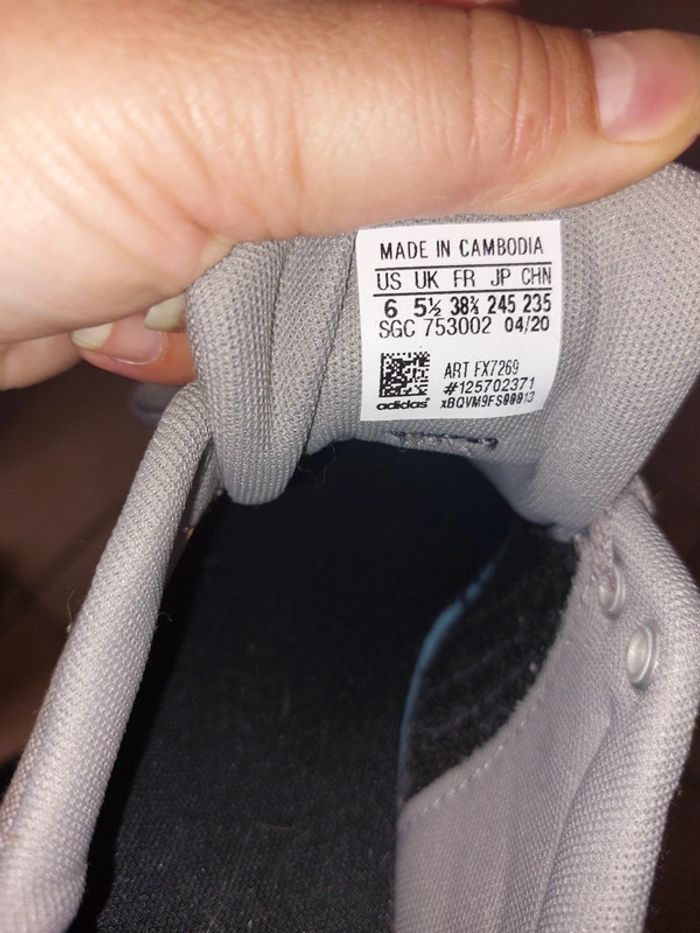 MADE IN CAMBODIA
US UK FR JP CHN
6 5½ 38⅔ 245 235
SGC 753002 04/20
ART FX7269
#125702371
adidas xBQVM9FS00013